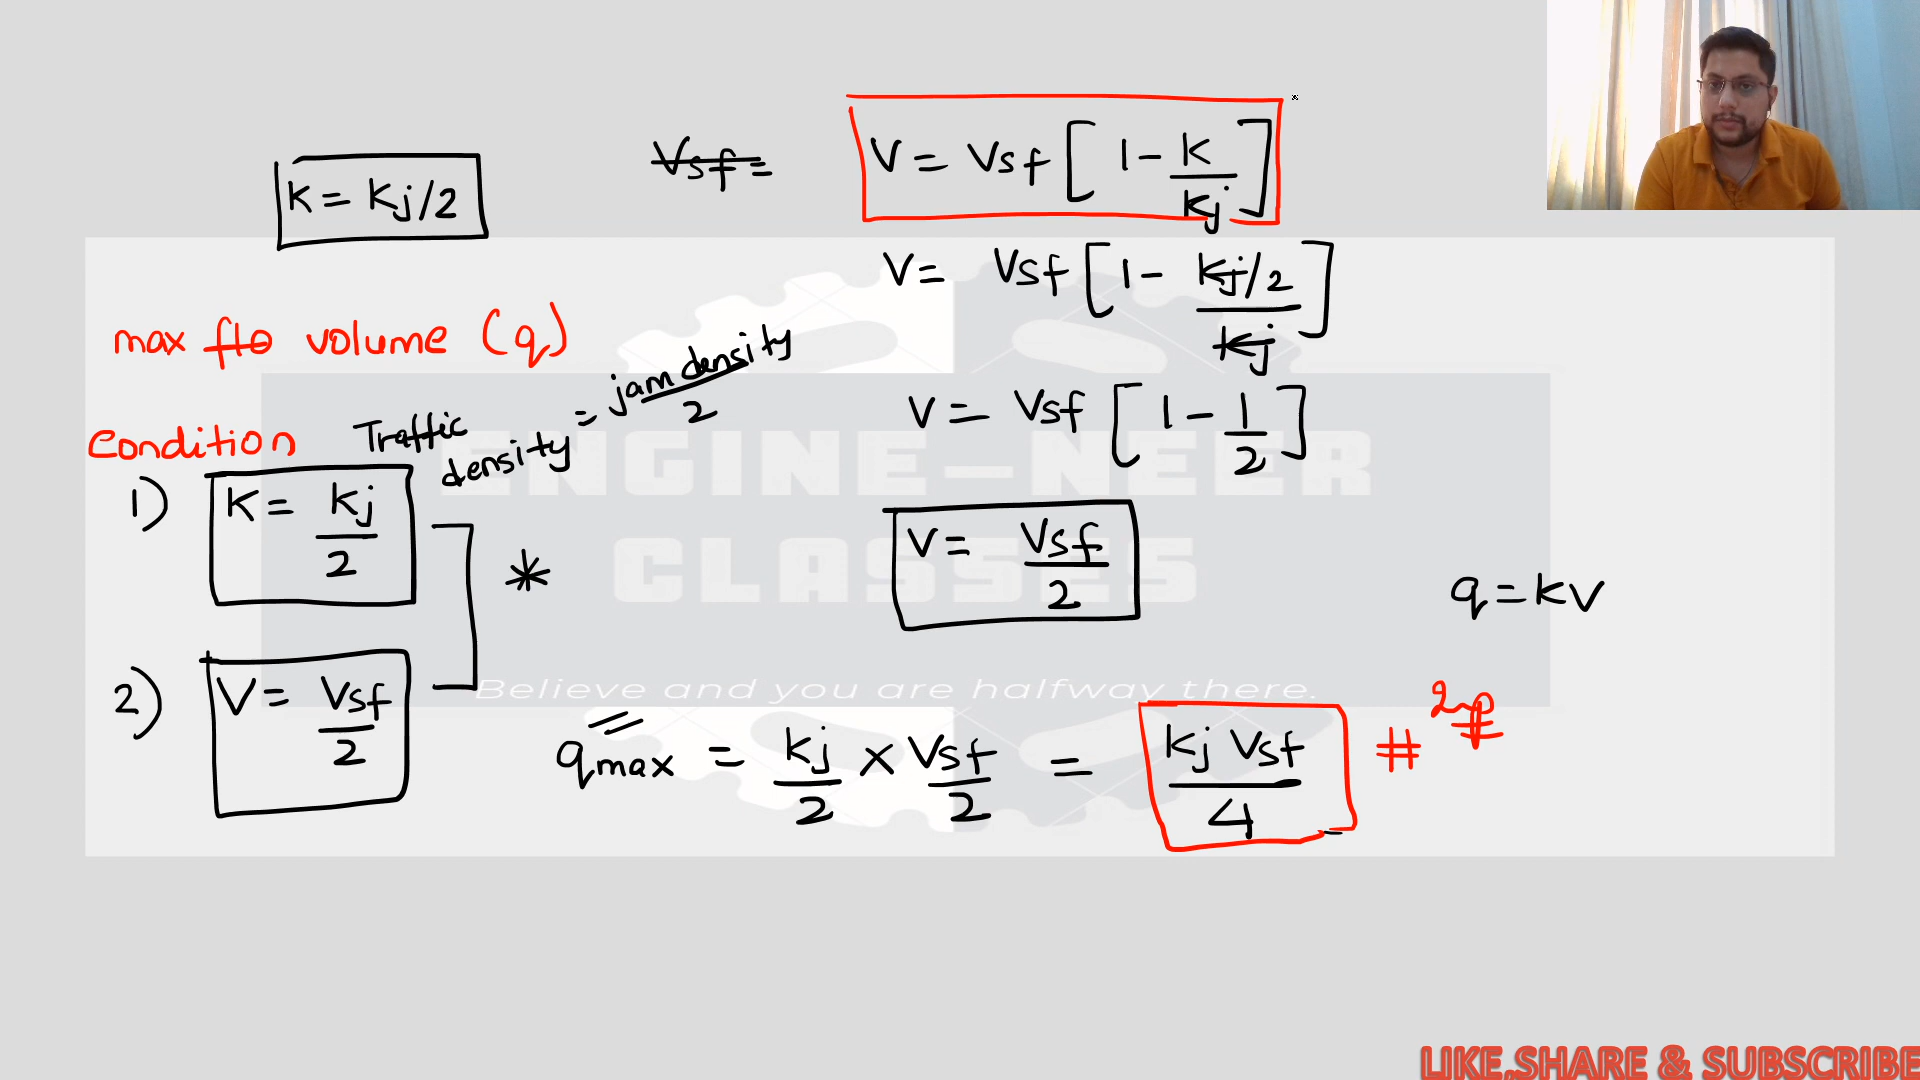 K = Kj/2
Vsf =
V = Vsf [ 1 - K / Kj ]
V = Vsf [ 1 - Kj/2 / Kj ]
V = Vsf [ 1 - 1/2 ]
V = Vsf / 2
max flo volume (q)
Condition
Traffic density = jam density / 2
1) K = Kj / 2
*
2) V = Vsf / 2
q = KV
qmax = Kj / 2 × Vsf / 2 = Kj Vsf / 4 #
ENGINE-NEER
CLASSES
Believe and you are halfway there.
LIKE,SHARE & SUBSCRIBE